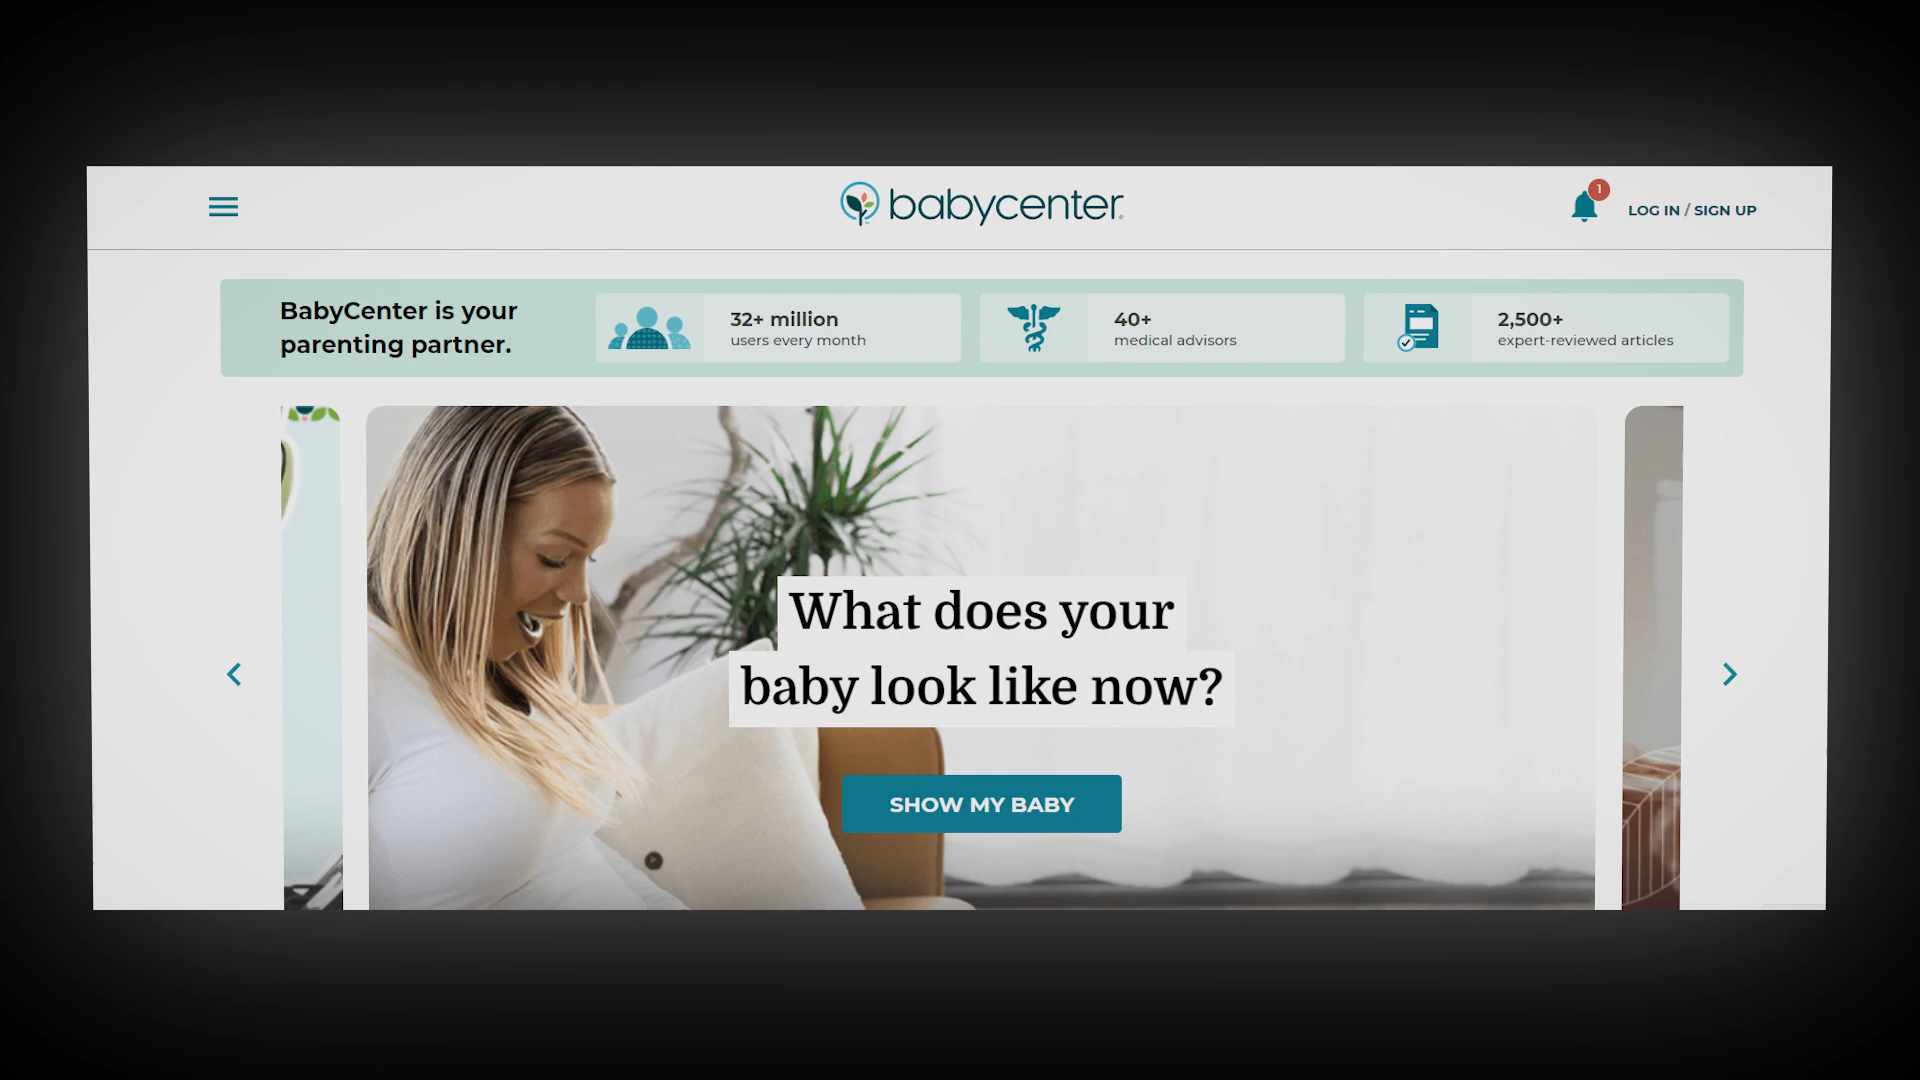 babycenter
1
LOG IN / SIGN UP
BabyCenter is your
parenting partner.
32+ million
users every month
40+
medical advisors
2,500+
expert-reviewed articles
What does your
baby look like now?
SHOW MY BABY